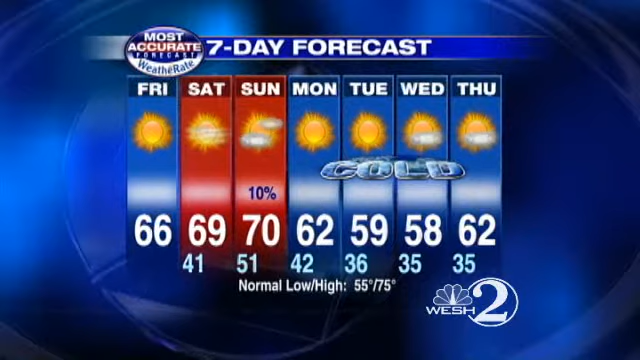 MOST
ACCURATE
FORECAST
WeatheRate
7-DAY FORECAST
FRI SAT SUN MON TUE WED THU
COLD
10%
66 69 70 62 59 58 62
41 51 42 36 35 35
Normal Low/High: 55°/75°
WESH 2